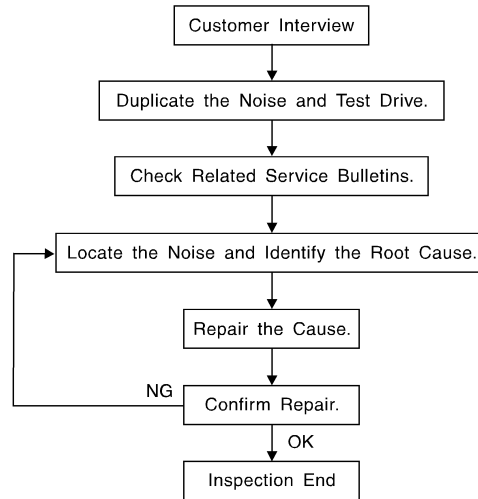 Customer Interview
Duplicate the Noise and Test Drive.
Check Related Service Bulletins.
Locate the Noise and Identify the Root Cause.
Repair the Cause.
NG
Confirm Repair.
OK
Inspection End